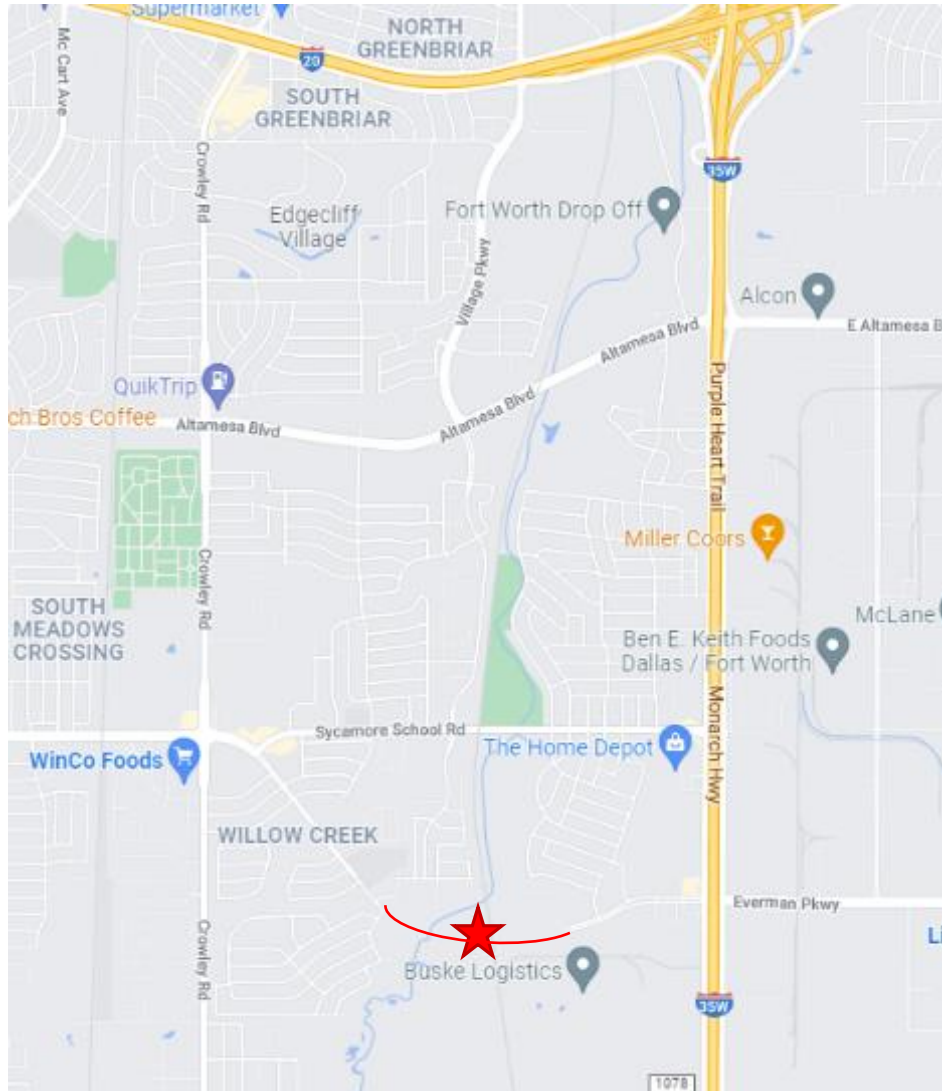 Supermarket
NORTH
GREENBRIAR
Mc Cart Ave
20
SOUTH
GREENBRIAR
Crowley Rd
35W
Edgecliff
Village
Fort Worth Drop Off
Village Pkwy
Alcon
E Altamesa B
Altamesa Blvd
QuikTrip
Purple Heart Trail
ch Bros Coffee
Altamesa Blvd
Altamesa Blvd
Miller Coors
Crowley Rd
SOUTH
MEADOWS
CROSSING
McLane
Ben E. Keith Foods
Dallas / Fort Worth
Monarch Hwy
Sycamore School Rd
The Home Depot
WinCo Foods
WILLOW CREEK
Everman Pkwy
Crowley Rd
Li
Buske Logistics
35W
1078